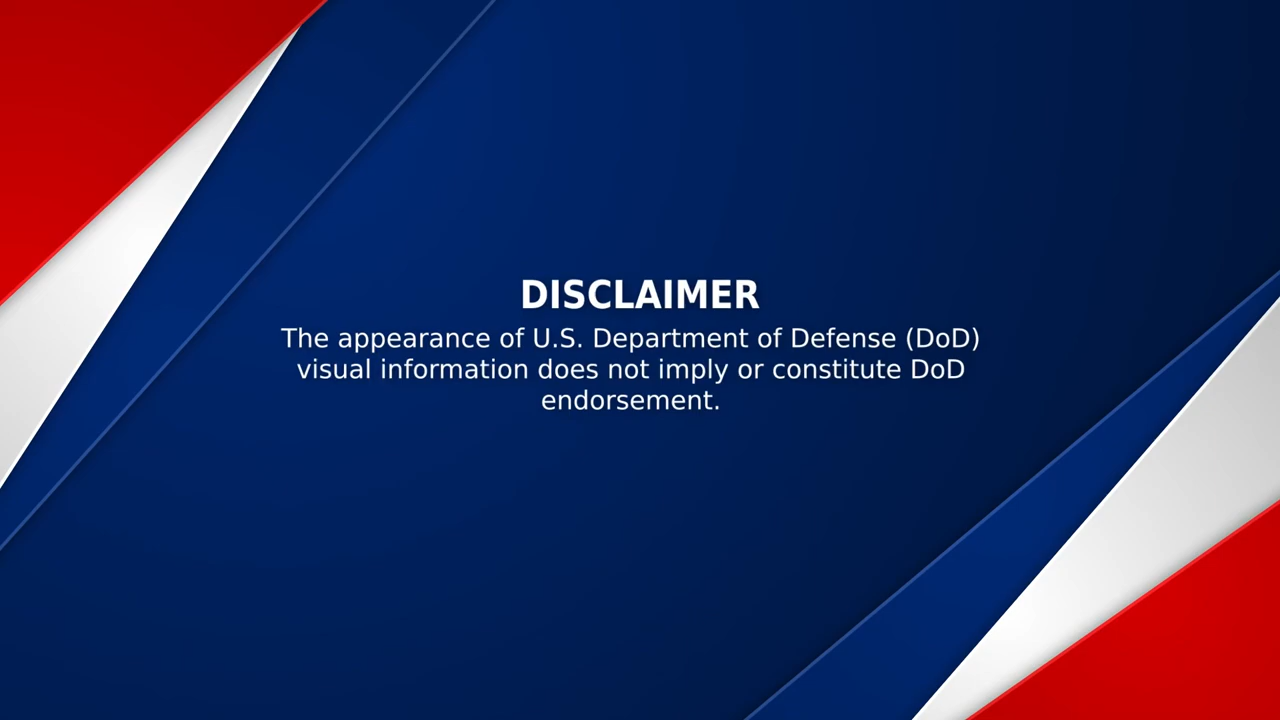 DISCLAIMER
The appearance of U.S. Department of Defense (DoD)
visual information does not imply or constitute DoD
endorsement.